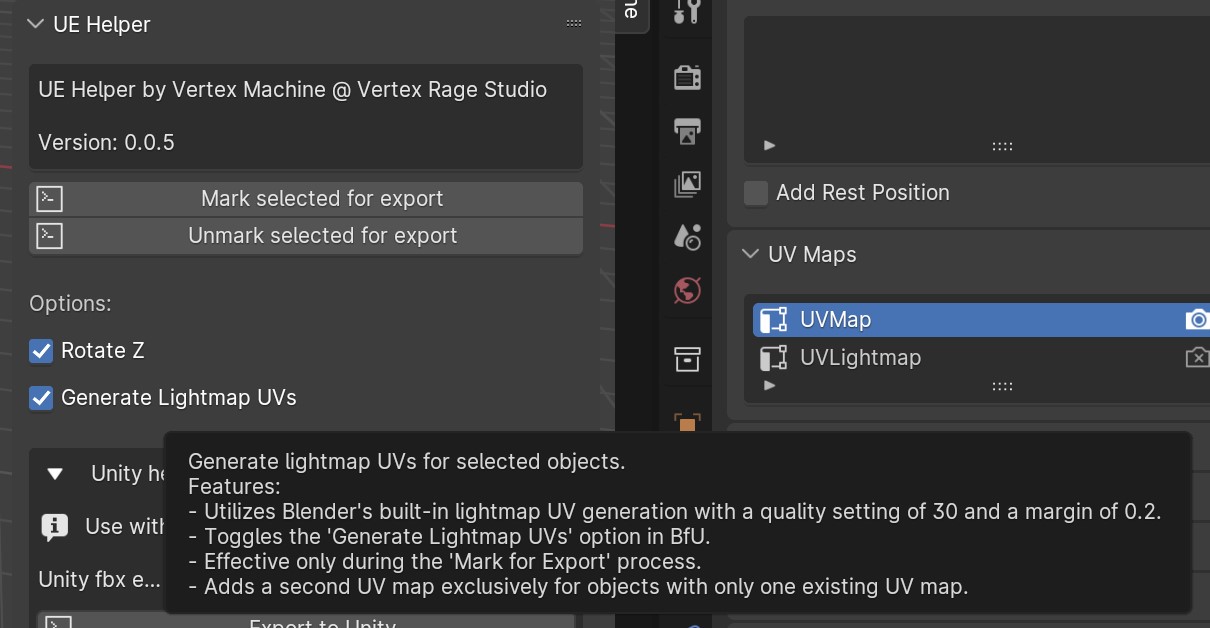 UE Helper
UE Helper by Vertex Machine @ Vertex Rage Studio
Version: 0.0.5
Mark selected for export
Unmark selected for export
Options:
Rotate Z
Generate Lightmap UVs
Unity he
Use with
Unity fbx e...
Export to Unity
Add Rest Position
UV Maps
UVMap
UVLightmap
Generate lightmap UVs for selected objects.
Features:
- Utilizes Blender's built-in lightmap UV generation with a quality setting of 30 and a margin of 0.2.
- Toggles the 'Generate Lightmap UVs' option in BfU.
- Effective only during the 'Mark for Export' process.
- Adds a second UV map exclusively for objects with only one existing UV map.